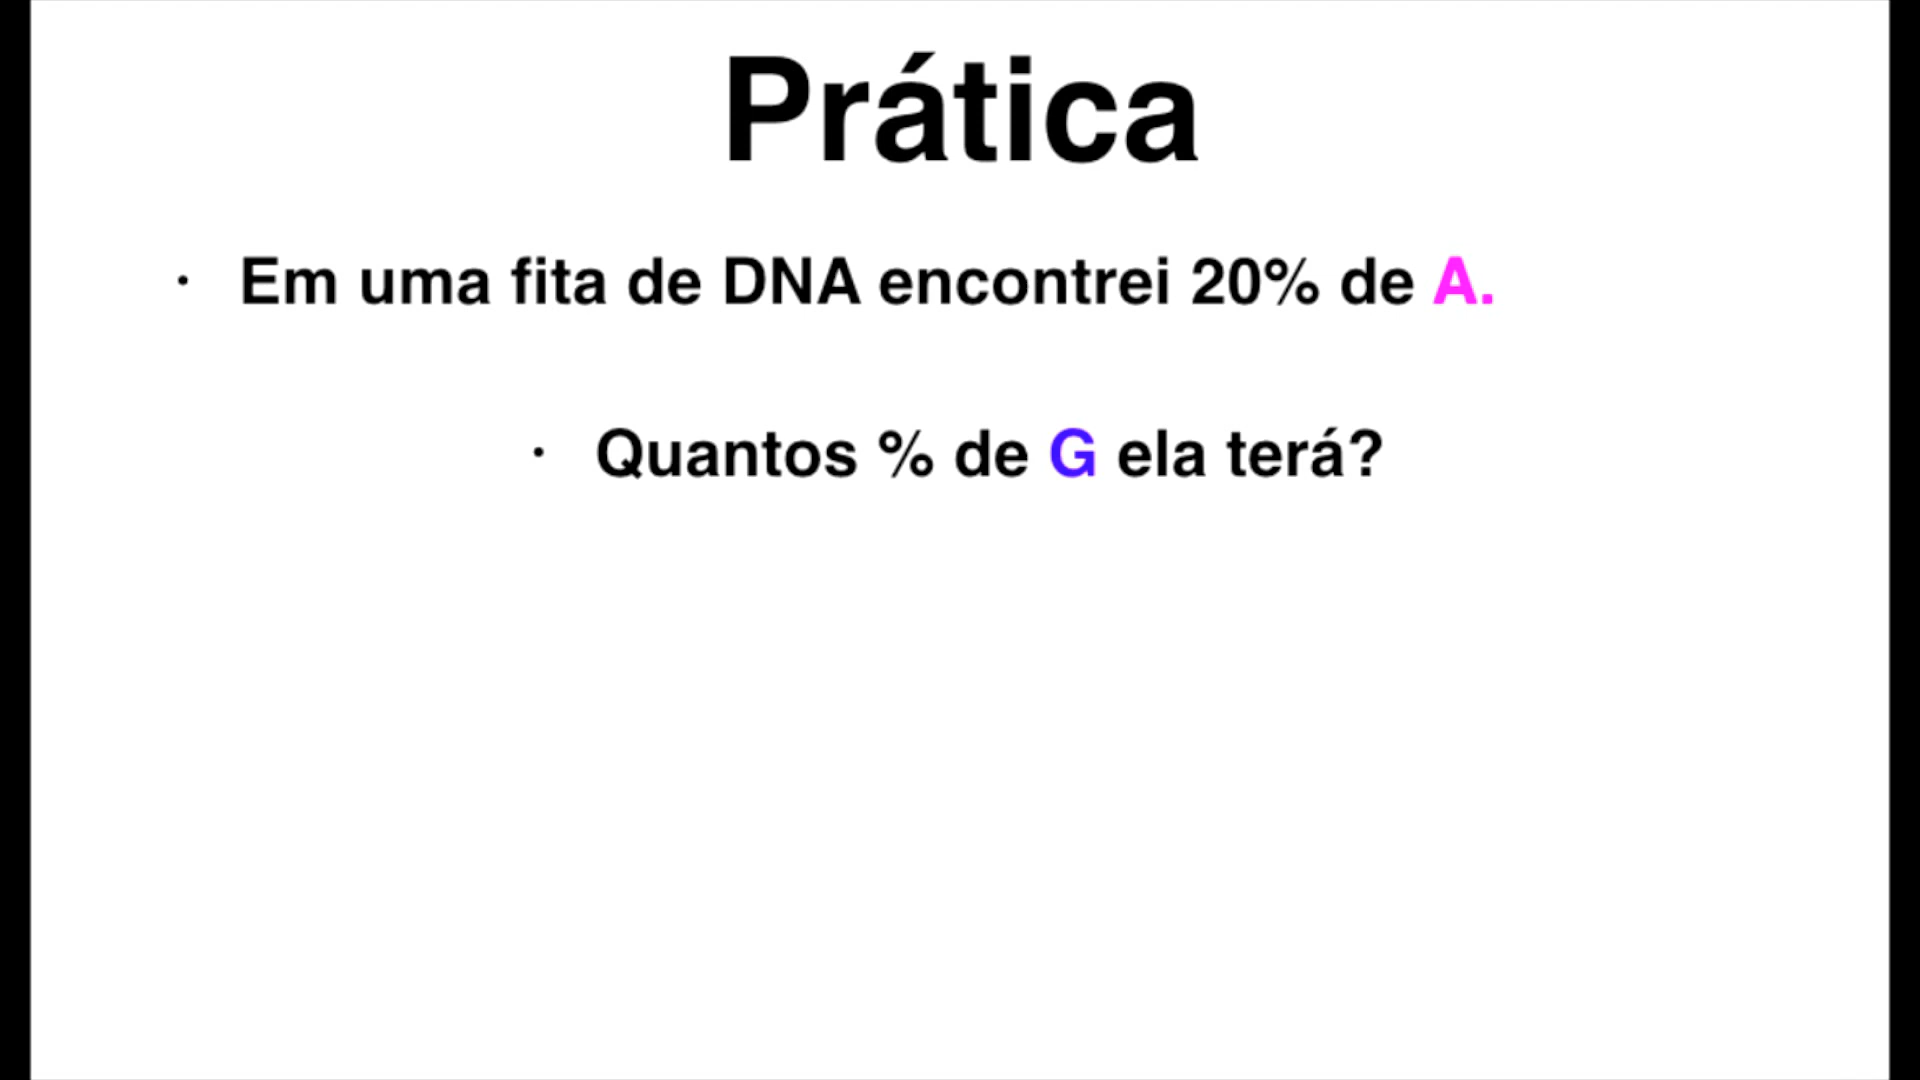 Prática
· Em uma fita de DNA encontrei 20% de A.
· Quantos % de G ela terá?